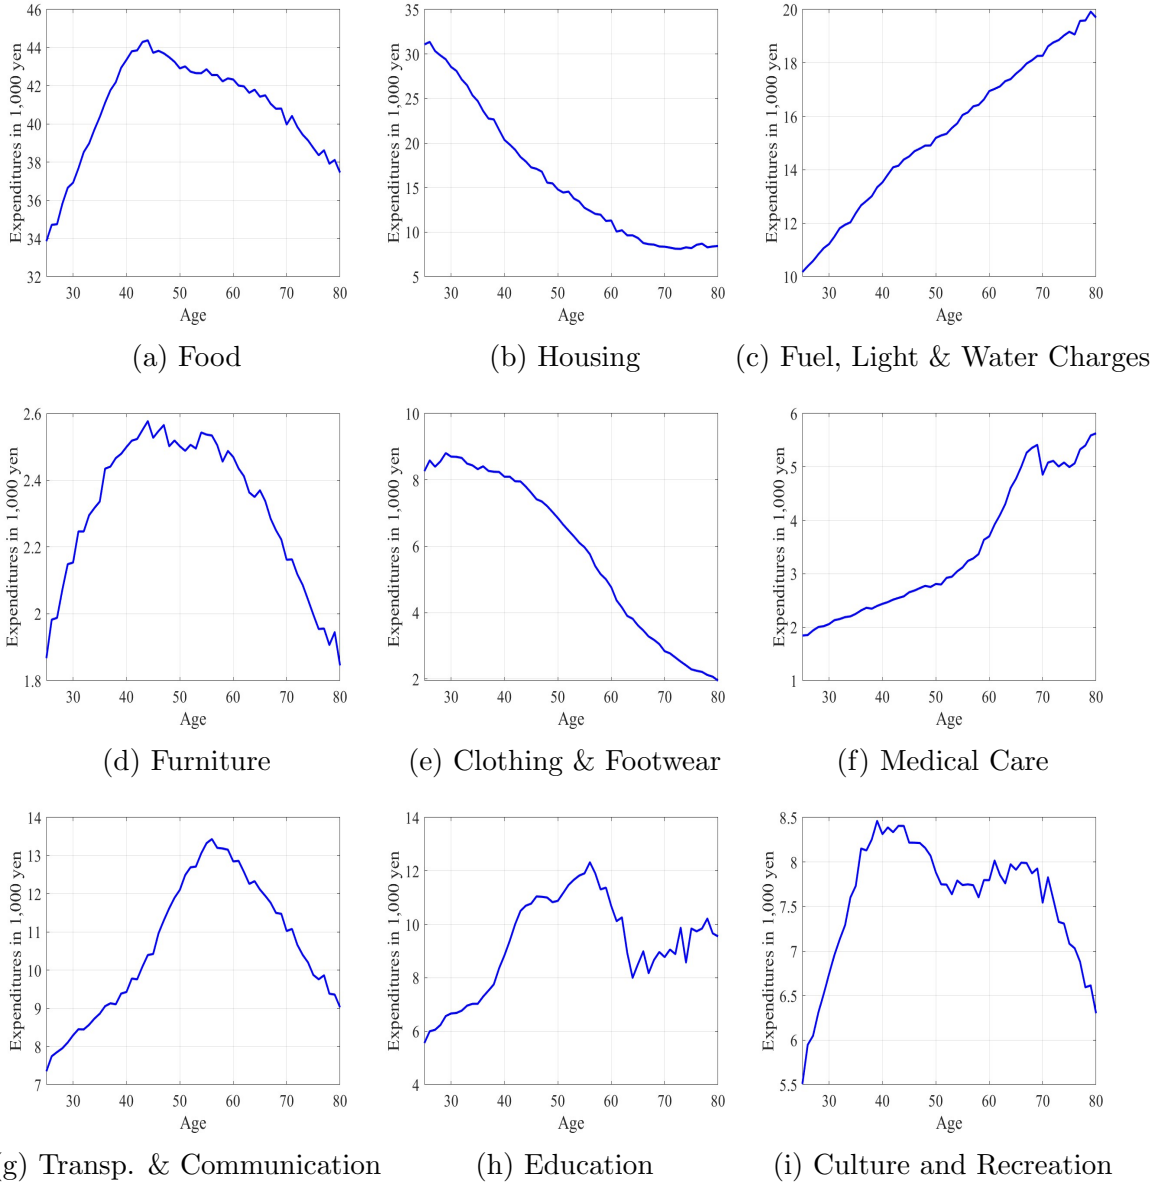 46
44
42
40
38
36
34
32
Expenditures in 1,000 yen
30 40 50 60 70 80
Age
(a) Food
35
30
25
20
15
10
5
Expenditures in 1,000 yen
30 40 50 60 70 80
Age
(b) Housing
20
18
16
14
12
10
Expenditures in 1,000 yen
30 40 50 60 70 80
Age
(c) Fuel, Light & Water Charges
2.6
2.4
2.2
2
1.8
Expenditures in 1,000 yen
30 40 50 60 70 80
Age
(d) Furniture
10
8
6
4
2
Expenditures in 1,000 yen
30 40 50 60 70 80
Age
(e) Clothing & Footwear
6
5
4
3
2
1
Expenditures in 1,000 yen
30 40 50 60 70 80
Age
(f) Medical Care
14
13
12
11
10
9
8
7
Expenditures in 1,000 yen
30 40 50 60 70 80
Age
g) Transp. & Communication
14
12
10
8
6
4
Expenditures in 1,000 yen
30 40 50 60 70 80
Age
(h) Education
8.5
8
7.5
7
6.5
6
5.5
Expenditures in 1,000 yen
30 40 50 60 70 80
Age
(i) Culture and Recreation